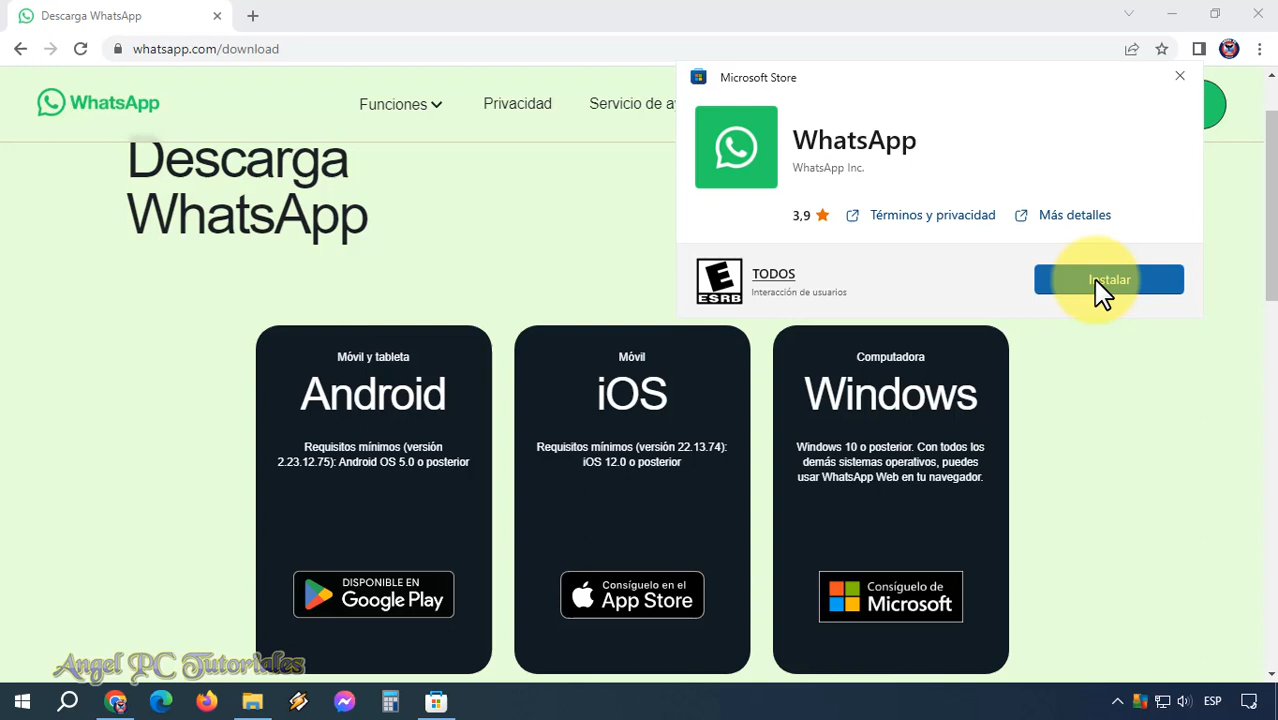 Descarga WhatsApp
whatsapp.com/download
WhatsApp
Funciones
Privacidad
Servicio de ay
Microsoft Store
WhatsApp
WhatsApp Inc.
3,9
Términos y privacidad
Más detalles
E
ESRB
TODOS
Interacción de usuarios
Instalar
Descarga
WhatsApp
Móvil y tableta
Android
Requisitos mínimos (versión
2.23.12.75): Android OS 5.0 o posterior
DISPONIBLE EN
Google Play
Móvil
iOS
Requisitos mínimos (versión 22.13.74):
iOS 12.0 o posterior
Consíguelo en el
App Store
Computadora
Windows
Windows 10 o posterior. Con todos los
demás sistemas operativos, puedes
usar WhatsApp Web en tu navegador.
Consíguelo de
Microsoft
Angel PC Tutoriales
ESP